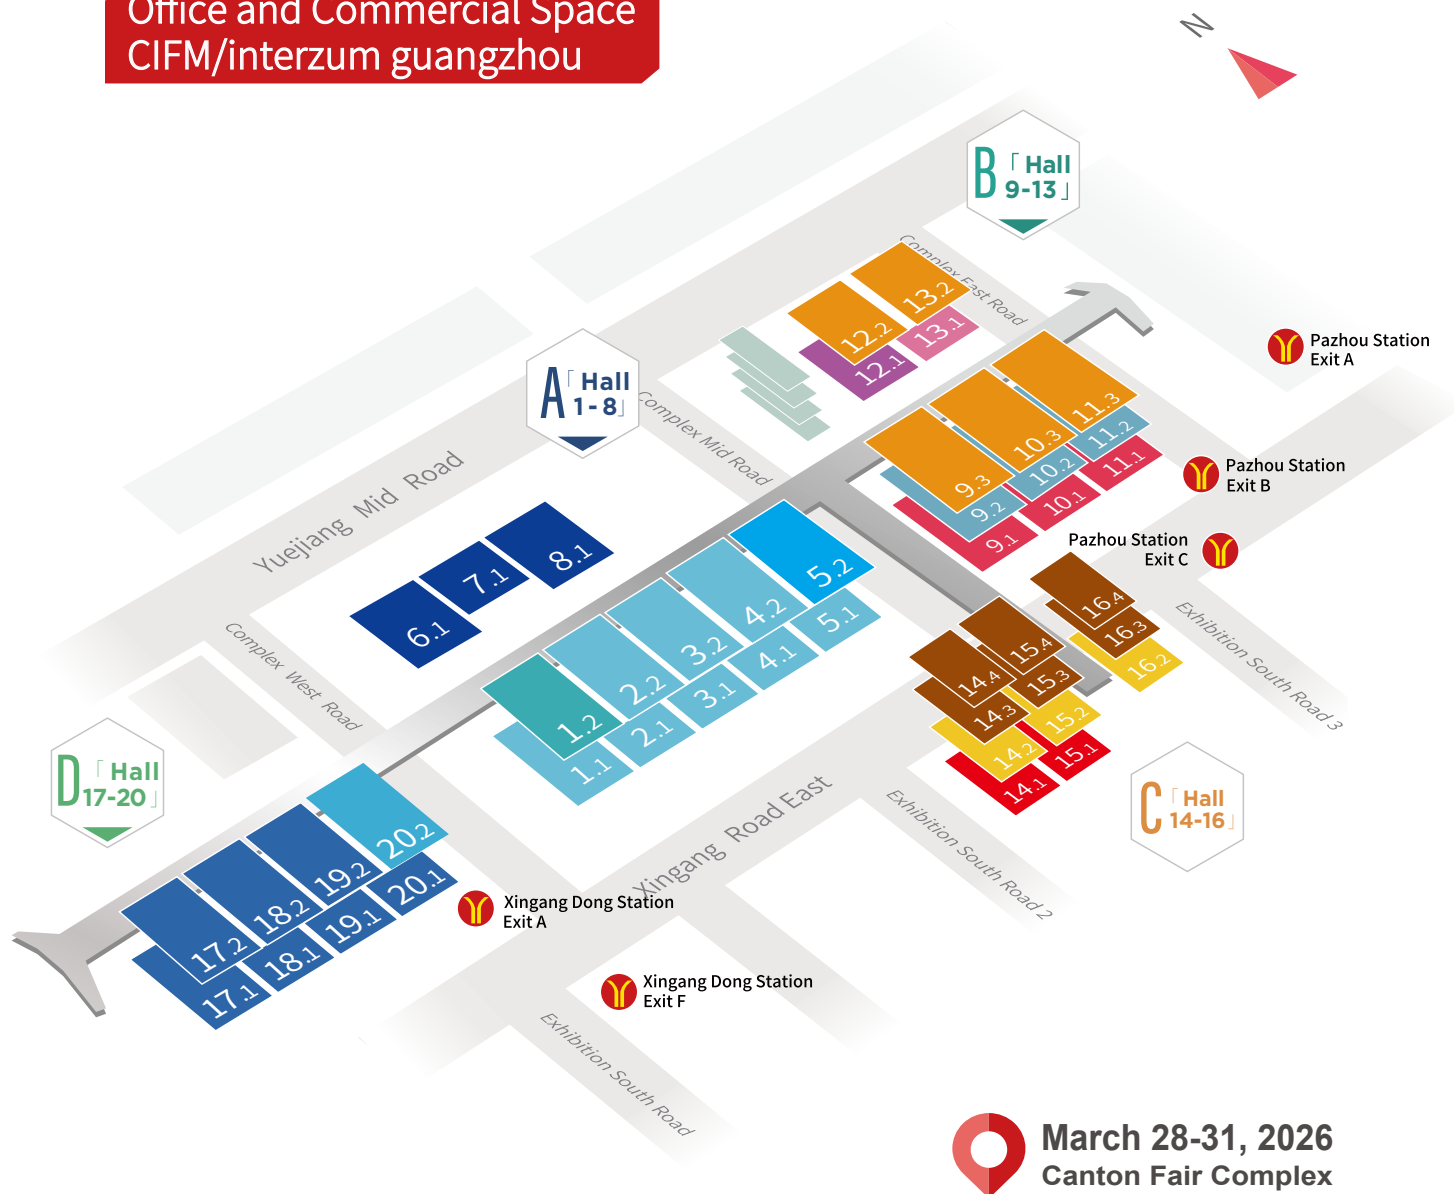 Office and Commercial Space
CIFM/interzum guangzhou
N
B
「 Hall
9-13 」
Complex East Road
13.2
12.2
13.1
12.1
Pazhou Station
Exit A
A
「 Hall
1 - 8」
Complex Mid Road
11.3
10.3
11.2
9.3
10.2
11.1
9.2
10.1
9.1
Pazhou Station
Exit B
Pazhou Station
Exit C
Yuejiang Mid Road
8.1
7.1
6.1
5.2
4.2
5.1
3.2
4.1
2.2
3.1
1.2
2.1
1.1
16.4
16.3
16.2
15.4
15.3
14.4
14.3
15.2
14.2
15.1
14.1
Exhibition South Road 3
Complex West Road
D
「 Hall
17-20 」
C
「 Hall
14-16 」
Xingang Road East
Exhibition South Road 2
20.2
19.2
20.1
18.2
19.1
17.2
18.1
17.1
Xingang Dong Station
Exit A
Xingang Dong Station
Exit F
Exhibition South Road
March 28-31, 2026
Canton Fair Complex